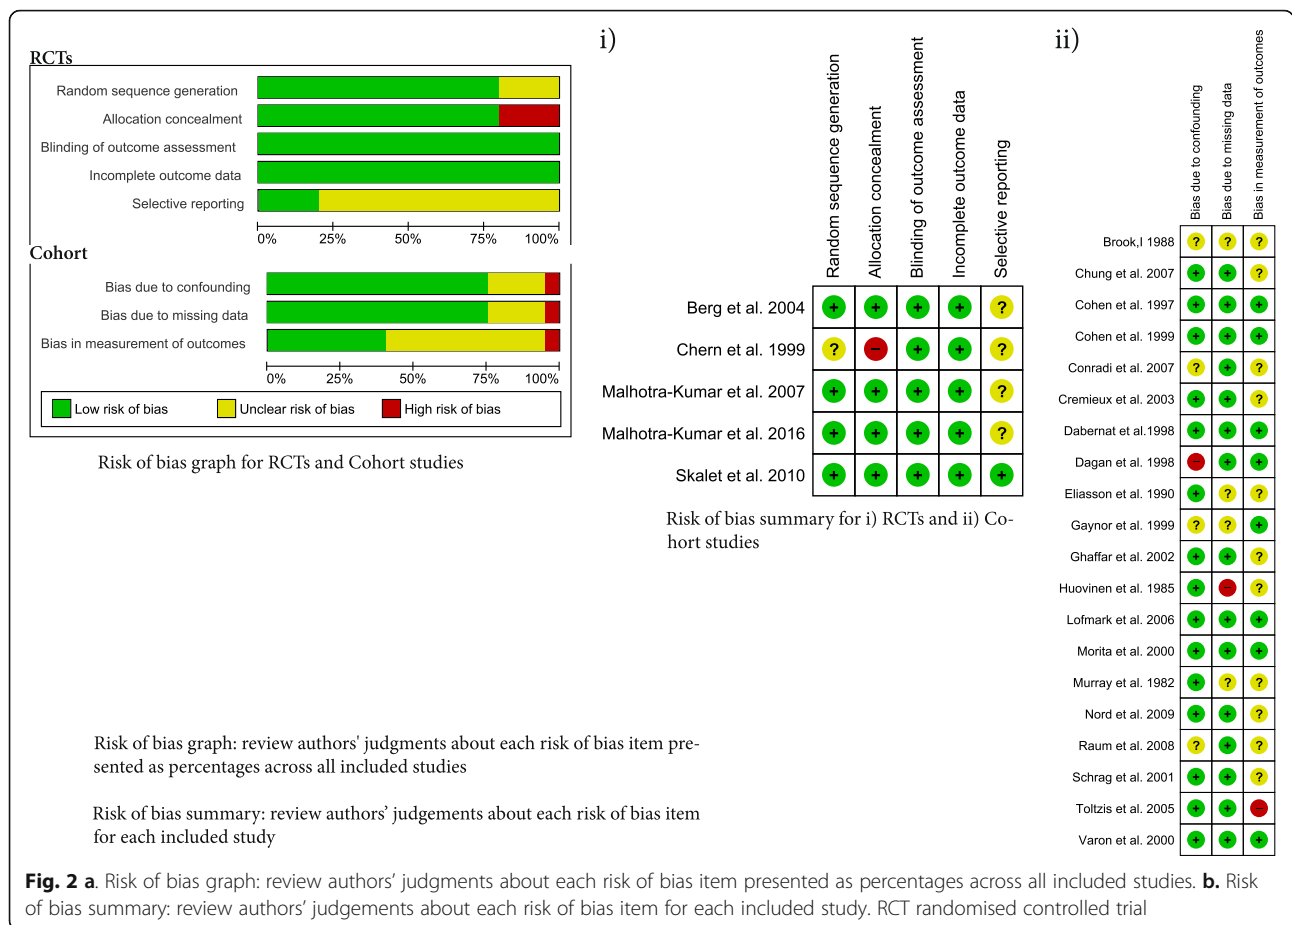 RCTs
Random sequence generation
Allocation concealment
Blinding of outcome assessment
Incomplete outcome data
Selective reporting
0% 25% 50% 75% 100%
Cohort
Bias due to confounding
Bias due to missing data
Bias in measurement of outcomes
0% 25% 50% 75% 100%
Low risk of bias Unclear risk of bias High risk of bias
Risk of bias graph for RCTs and Cohort studies
i)
Random sequence generation
Allocation concealment
Blinding of outcome assessment
Incomplete outcome data
Selective reporting
Berg et al. 2004 + + + + ?
Chern et al. 1999 ? − + + ?
Malhotra-Kumar et al. 2007 + + + + ?
Malhotra-Kumar et al. 2016 + + + + ?
Skalet et al. 2010 + + + + +
Risk of bias summary for i) RCTs and ii) Co-
hort studies
ii)
Bias due to confounding
Bias due to missing data
Bias in measurement of outcomes
Brook,I 1988 ? ? ?
Chung et al. 2007 + + ?
Cohen et al. 1997 + + +
Cohen et al. 1999 + + +
Conradi et al. 2007 ? + ?
Cremieux et al. 2003 + + ?
Dabernat et al.1998 + + +
Dagan et al. 1998 − + +
Eliasson et al. 1990 + ? ?
Gaynor et al. 1999 ? ? +
Ghaffar et al. 2002 + + ?
Huovinen et al. 1985 + − ?
Lofmark et al. 2006 + + +
Morita et al. 2000 + + +
Murray et al. 1982 + ? ?
Nord et al. 2009 + + ?
Raum et al. 2008 ? + ?
Schrag et al. 2001 + + ?
Toltzis et al. 2005 + + −
Varon et al. 2000 + + +
Risk of bias graph: review authors' judgments about each risk of bias item pre-
sented as percentages across all included studies
Risk of bias summary: review authors’ judgements about each risk of bias item
for each included study
Fig. 2 a. Risk of bias graph: review authors’ judgments about each risk of bias item presented as percentages across all included studies. b. Risk
of bias summary: review authors’ judgements about each risk of bias item for each included study. RCT randomised controlled trial